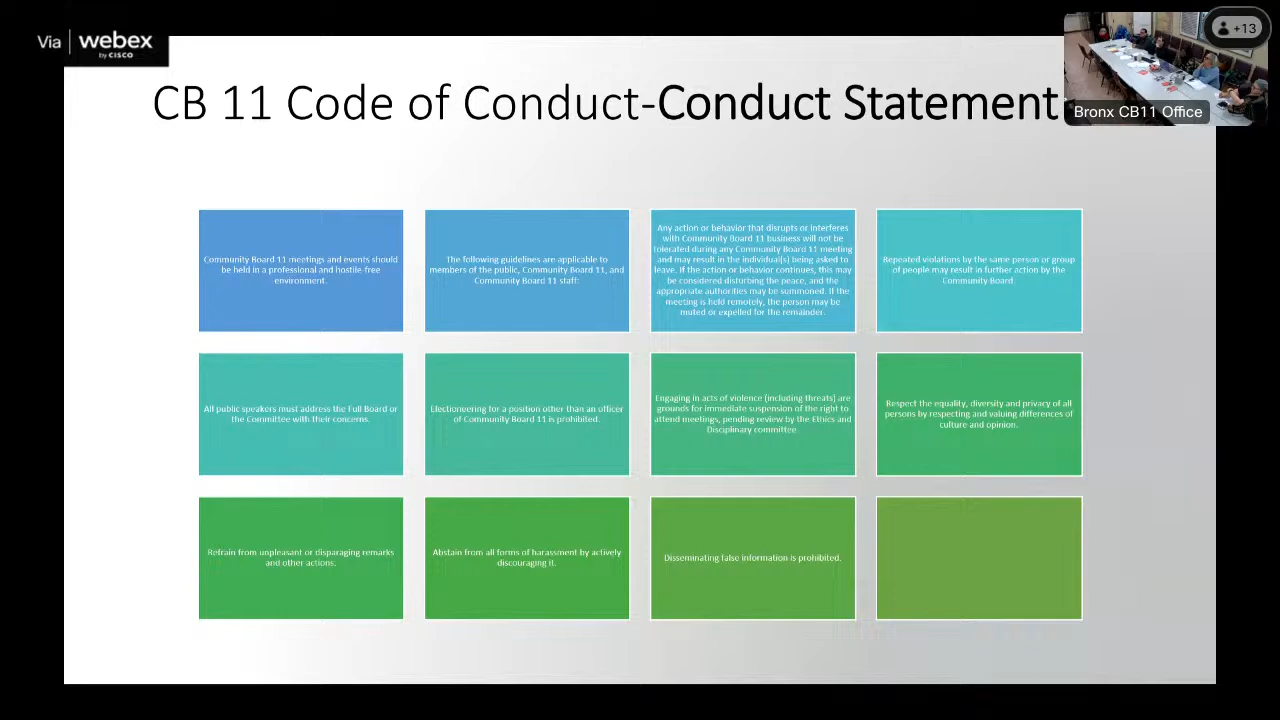 Via webex
by CISCO
+13
Bronx CB11 Office
CB 11 Code of Conduct-Conduct Statement
Community Board 11 meetings and events should
be held in a professional and hostile free
environment.
The following guidelines are applicable to
members of the public, Community Board 11, and
Community Board 11 staff:
Any action or behavior that disrupts or interferes
with Community Board 11 business will not be
tolerated during any Community Board 11 meeting
and may result in the individual(s) being asked to
leave. If the action or behavior continues, this may
be considered disturbing the peace, and the
appropriate authorities may be summoned. If the
meeting is held remotely, the person may be
muted or expelled for the remainder.
Repeated violations by the same person or group
of people may result in further action by the
Community Board.
All public speakers must address the Full Board or
the Committee with their concerns.
Electioneering for a position other than an officer
of Community Board 11 is prohibited.
Engaging in acts of violence (including threats) are
grounds for immediate suspension of the right to
attend meetings, pending review by the Ethics and
Disciplinary committee
Respect the equality, diversity and privacy of all
persons by respecting and valuing differences of
culture and opinion.
Refrain from unpleasant or disparaging remarks
and other actions.
Abstain from all forms of harassment by actively
discouraging it.
Disseminating false information is prohibited.